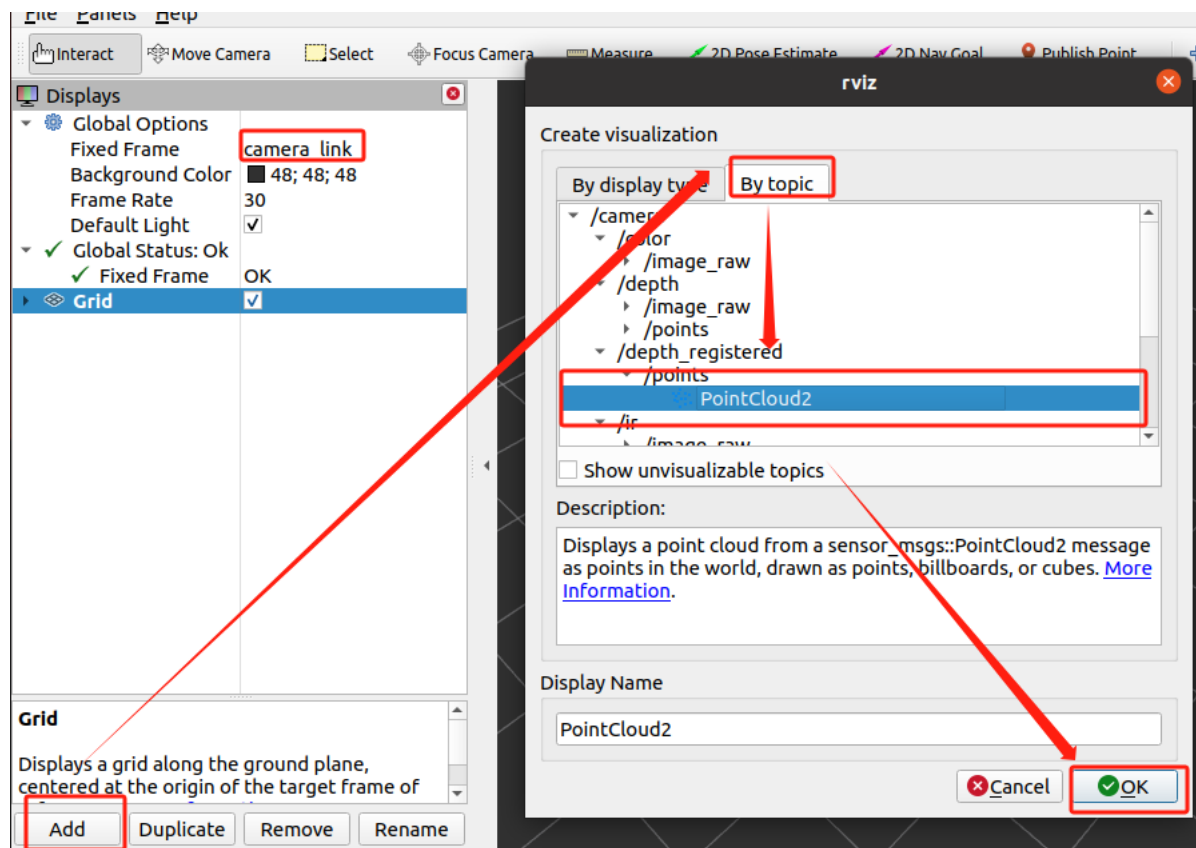 File Panels Help
Interact Move Camera Select Focus Camera Measure 2D Pose Estimate 2D Nav Goal Publish Point
Displays
Global Options
Fixed Frame camera_link
Background Color 48; 48; 48
Frame Rate 30
Default Light
Global Status: Ok
Fixed Frame OK
Grid
Grid
Displays a grid along the ground plane,
centered at the origin of the target frame of
Add Duplicate Remove Rename
rviz
Create visualization
By display type By topic
/camera
/color
/image_raw
/depth
/image_raw
/points
/depth_registered
/points
PointCloud2
/ir
/image_raw
Show unvisualizable topics
Description:
Displays a point cloud from a sensor_msgs::PointCloud2 message
as points in the world, drawn as points, billboards, or cubes. More
Information.
Display Name
PointCloud2
Cancel OK